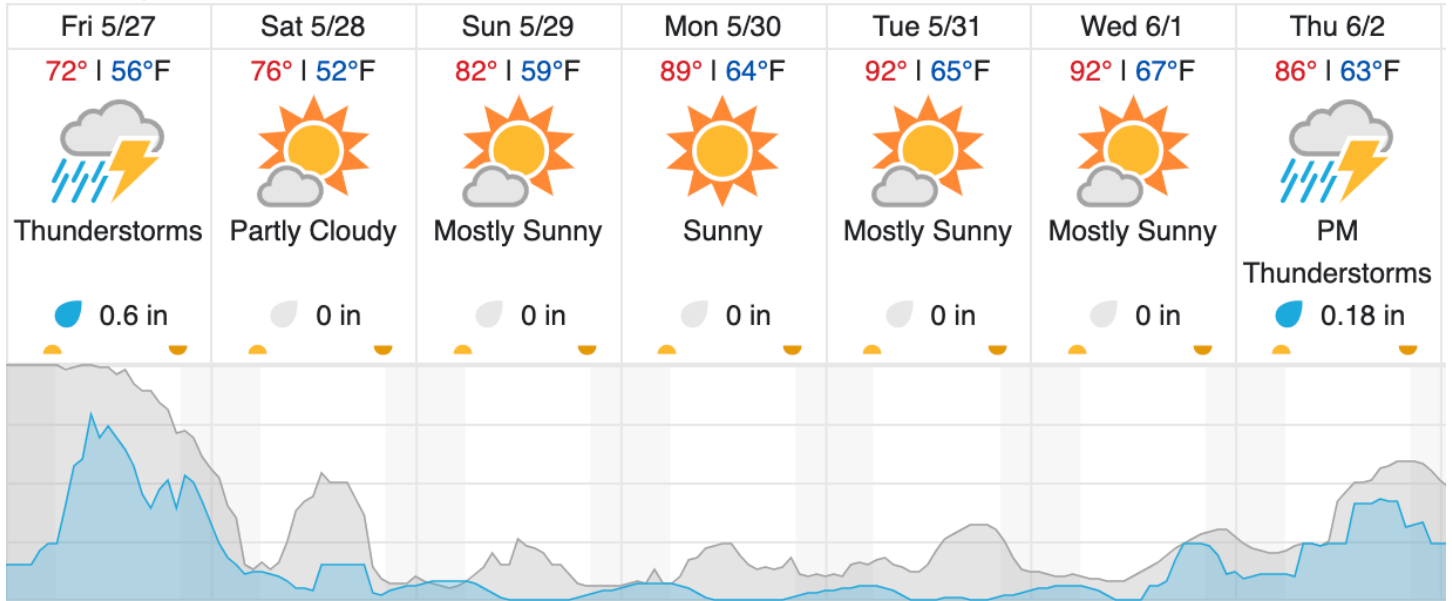 Fri 5/27 Sat 5/28 Sun 5/29 Mon 5/30 Tue 5/31 Wed 6/1 Thu 6/2
72° | 56°F 76° | 52°F 82° | 59°F 89° | 64°F 92° | 65°F 92° | 67°F 86° | 63°F
Thunderstorms Partly Cloudy Mostly Sunny Sunny Mostly Sunny Mostly Sunny PM
Thunderstorms
0.6 in 0 in 0 in 0 in 0 in 0 in 0.18 in